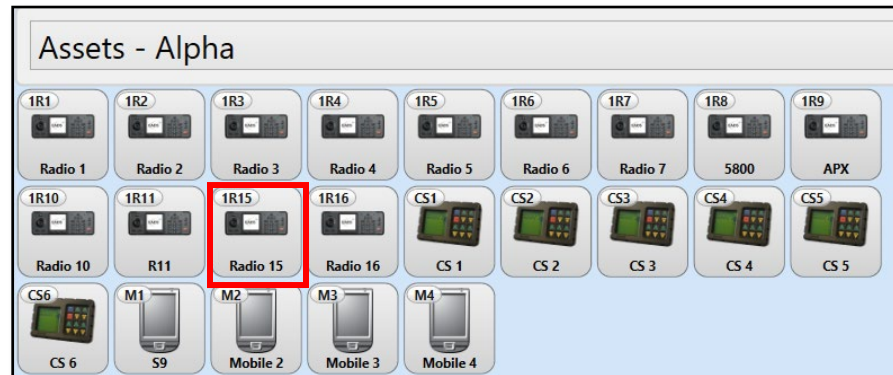 Assets - Alpha
1R1 1R2 1R3 1R4 1R5 1R6 1R7 1R8 1R9
Radio 1 Radio 2 Radio 3 Radio 4 Radio 5 Radio 6 Radio 7 5800 APX
1R10 1R11 1R15 1R16 CS1 CS2 CS3 CS4 CS5
Radio 10 R11 Radio 15 Radio 16 CS 1 CS 2 CS 3 CS 4 CS 5
CS6 M1 M2 M3 M4
CS 6 S9 Mobile 2 Mobile 3 Mobile 4